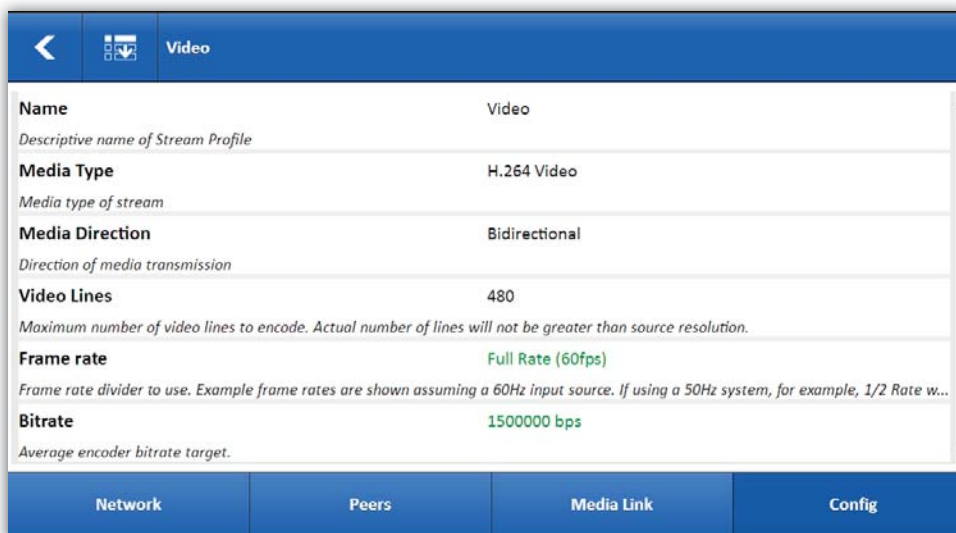 Video
Name Video
Descriptive name of Stream Profile
Media Type H.264 Video
Media type of stream
Media Direction Bidirectional
Direction of media transmission
Video Lines 480
Maximum number of video lines to encode. Actual number of lines will not be greater than source resolution.
Frame rate Full Rate (60fps)
Frame rate divider to use. Example frame rates are shown assuming a 60Hz input source. If using a 50Hz system, for example, 1/2 Rate w...
Bitrate 1500000 bps
Average encoder bitrate target.
Network Peers Media Link Config